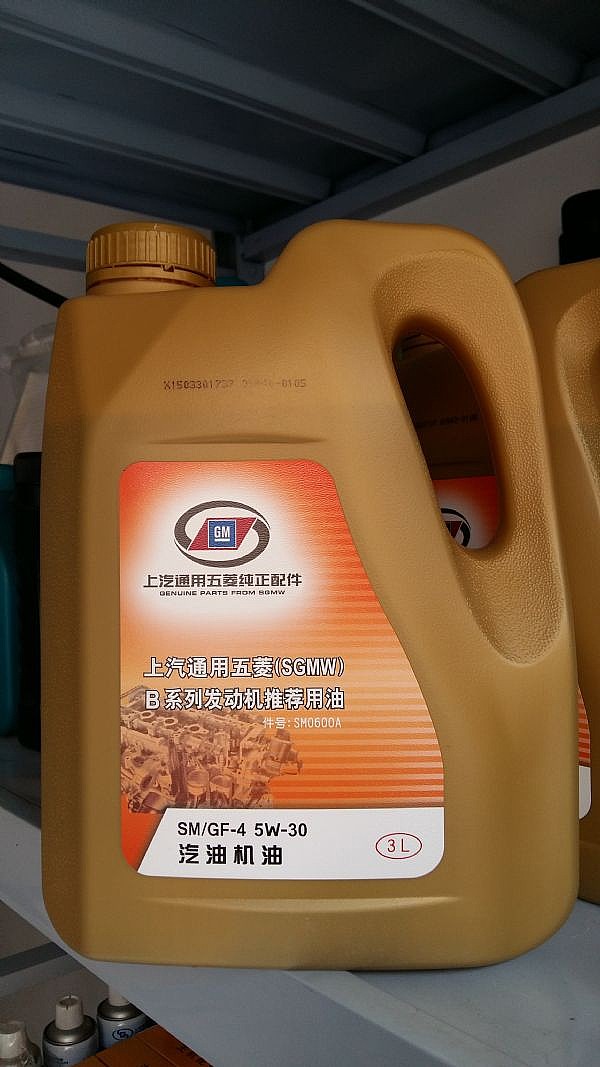 X1503301737
GM
上汽通用五菱纯正配件
GENUINE PARTS FROM SGMW
上汽通用五菱(SGMW)
B系列发动机推荐用油
件号:SM0600A
SM/GF-4 5W-30
汽油机油
3L